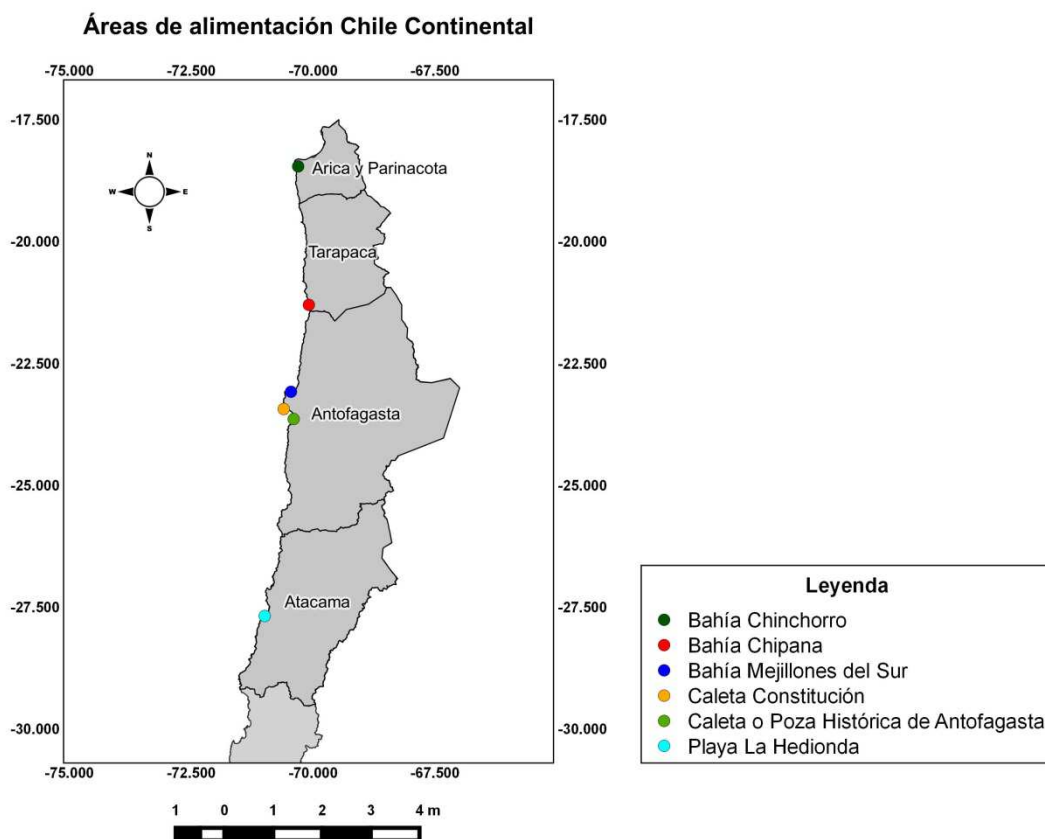 Áreas de alimentación Chile Continental
-75.000 -72.500 -70.000 -67.500
-17.500 -17.500
N
W E
S
Arica y Parinacota
-20.000 -20.000
Tarapaca
-22.500 -22.500
Antofagasta
-25.000 -25.000
Atacama
-27.500 -27.500
-30.000 -30.000
-75.000 -72.500 -70.000 -67.500
1 0 1 2 3 4 m
Leyenda
Bahía Chinchorro
Bahía Chipana
Bahía Mejillones del Sur
Caleta Constitución
Caleta o Poza Histórica de Antofagasta
Playa La Hedionda